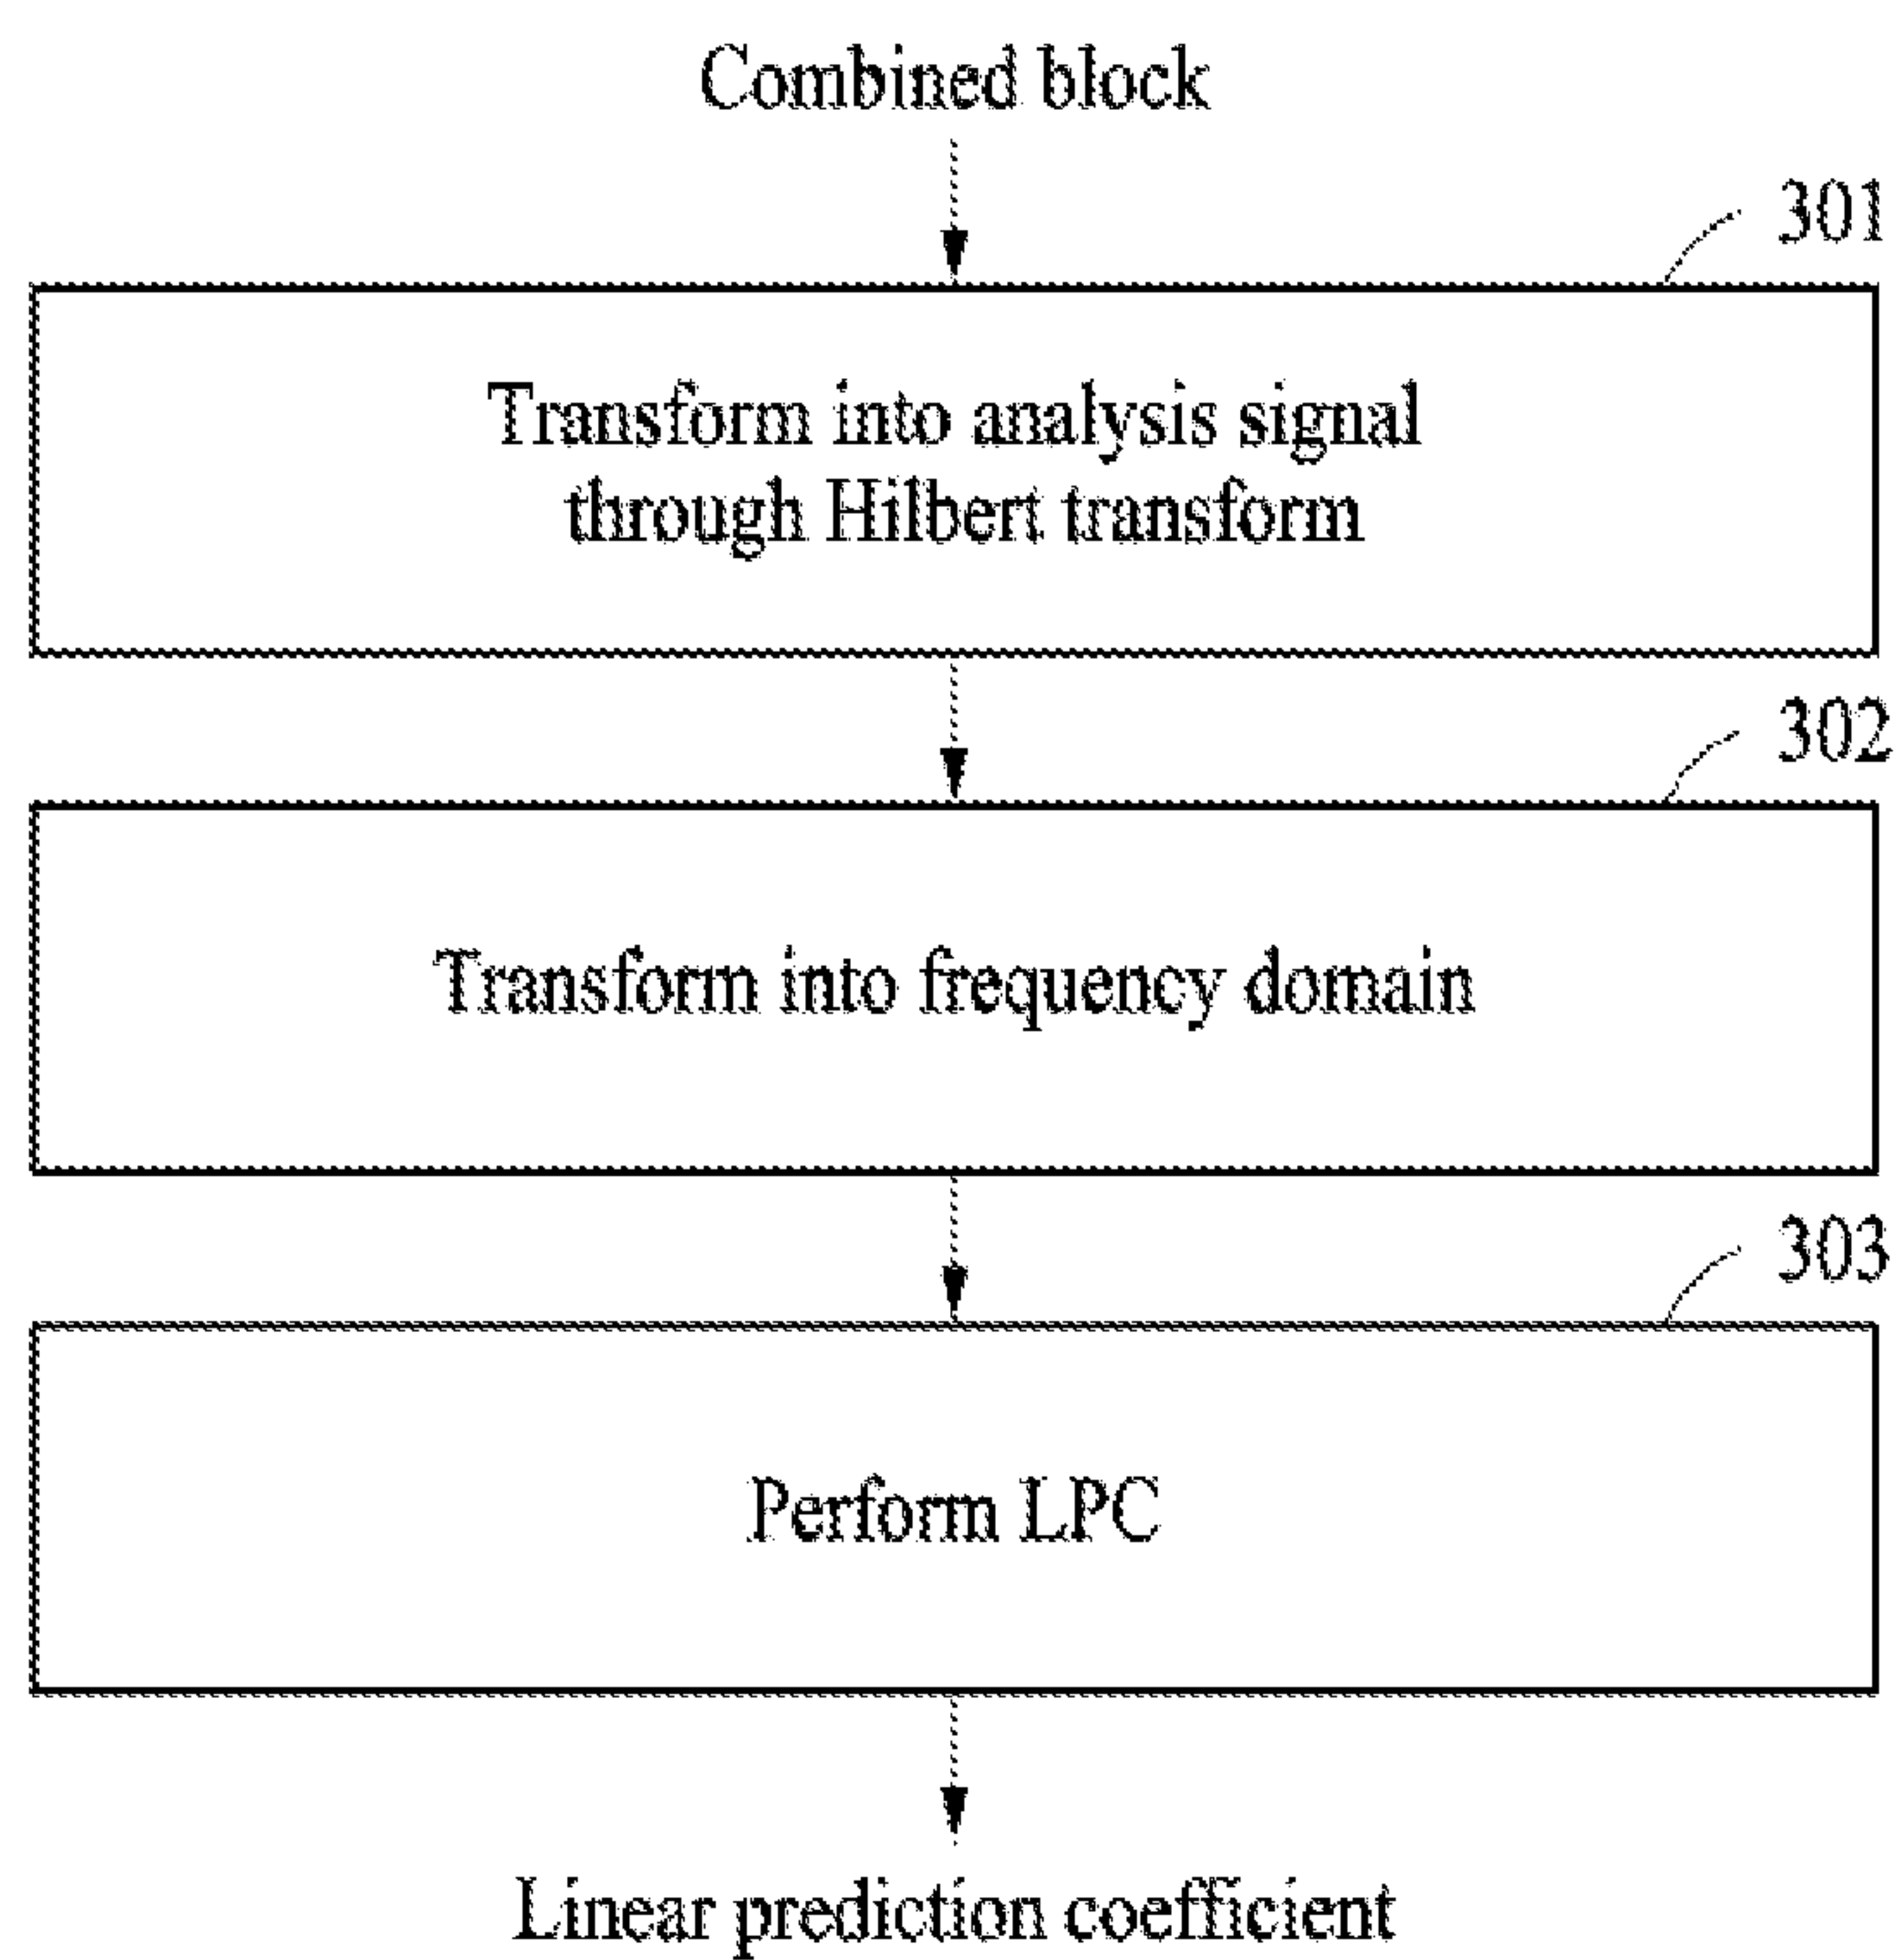 Combined block
301
Transform into analysis signal
through Hilbert transform
302
Transform into frequency domain
303
Perform LPC
Linear prediction coefficient